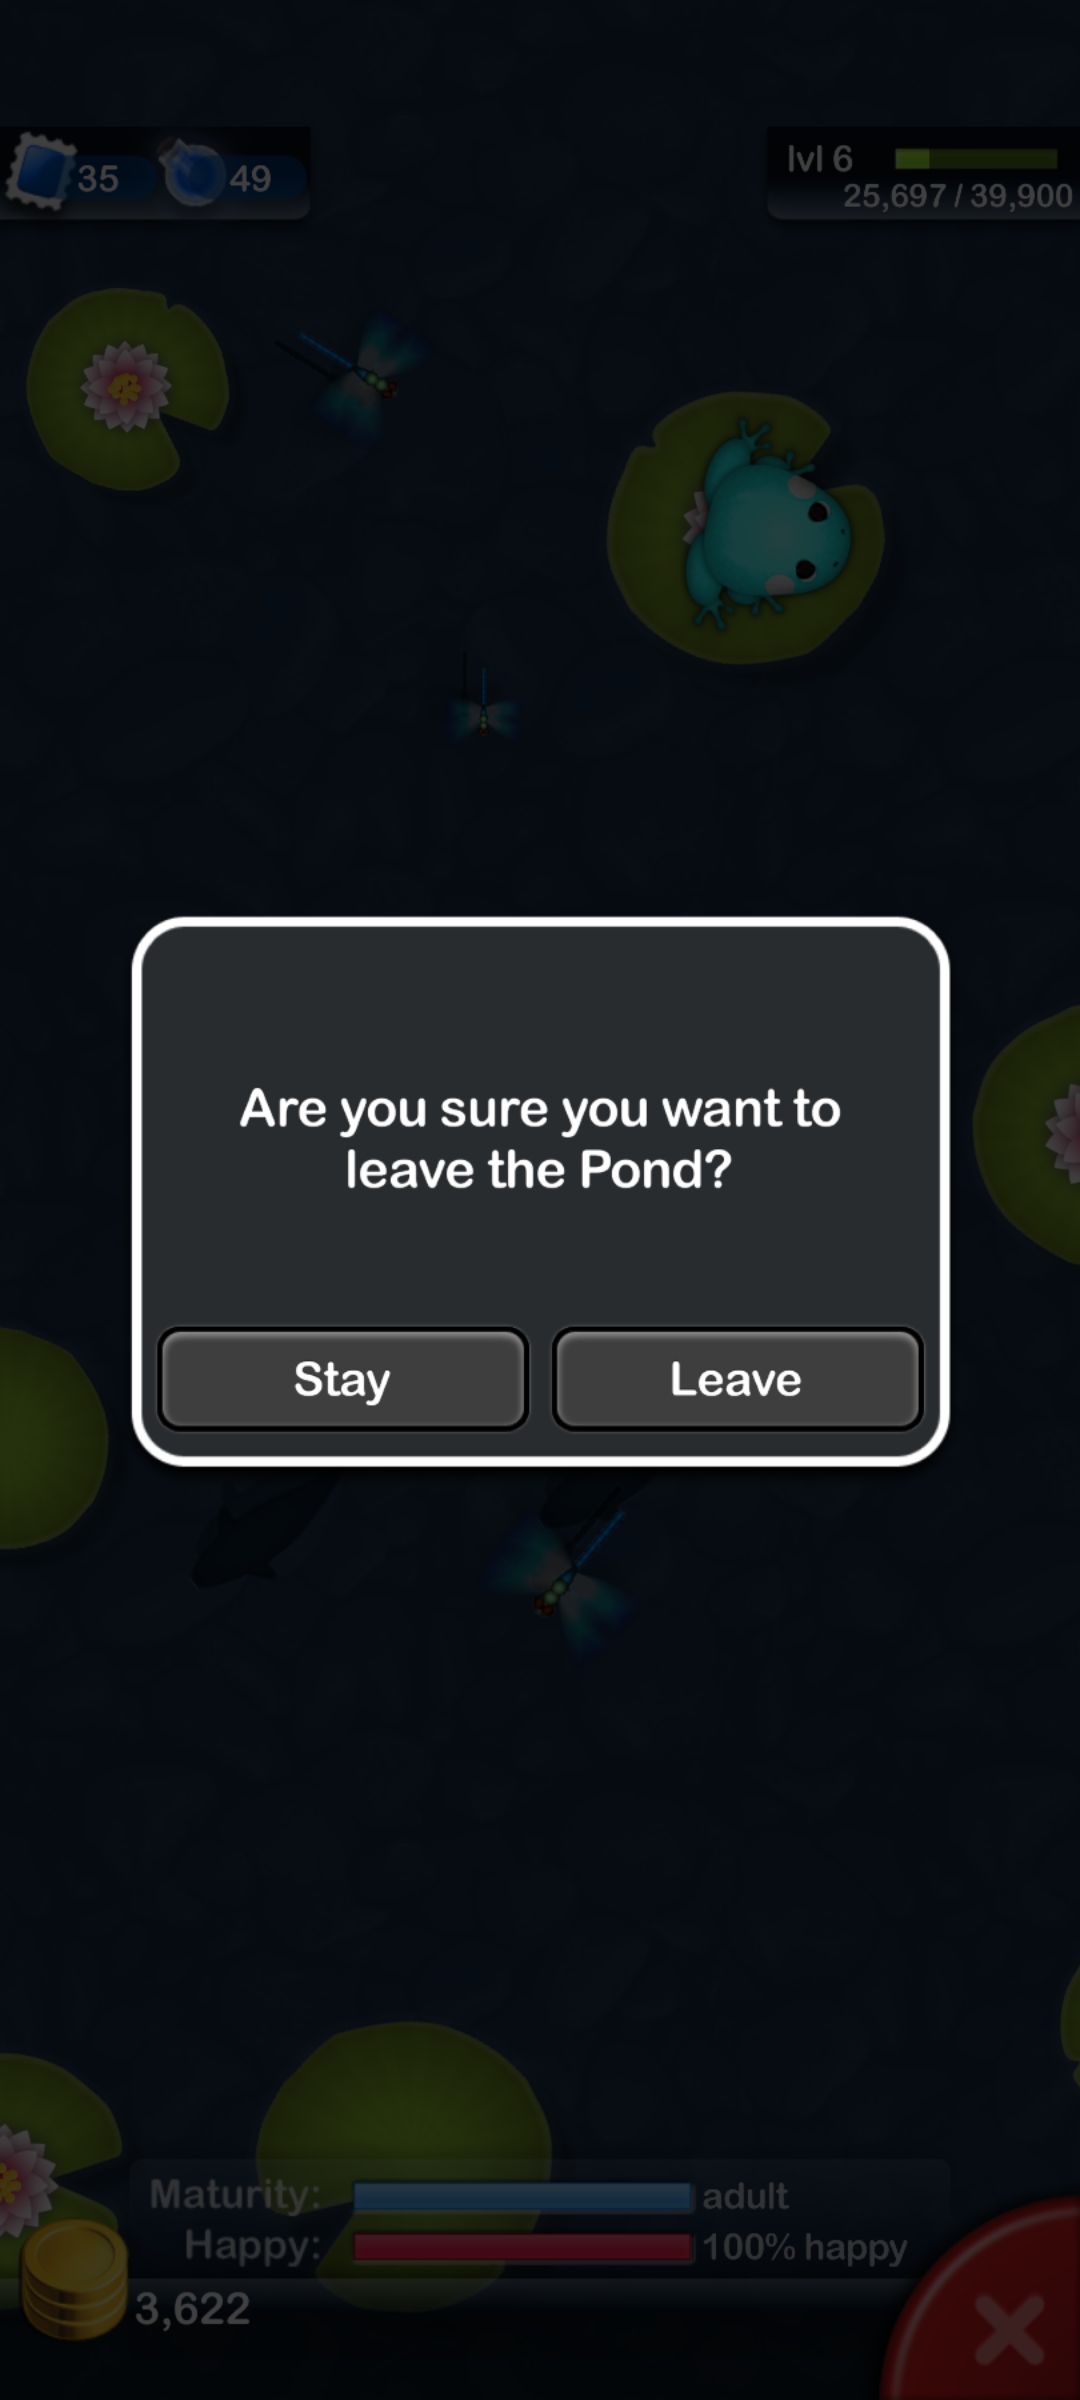 35
49
lvl 6
25,697 / 39,900
Are you sure you want to
leave the Pond?
Stay
Leave
Maturity: adult
Happy: 100% happy
3,622